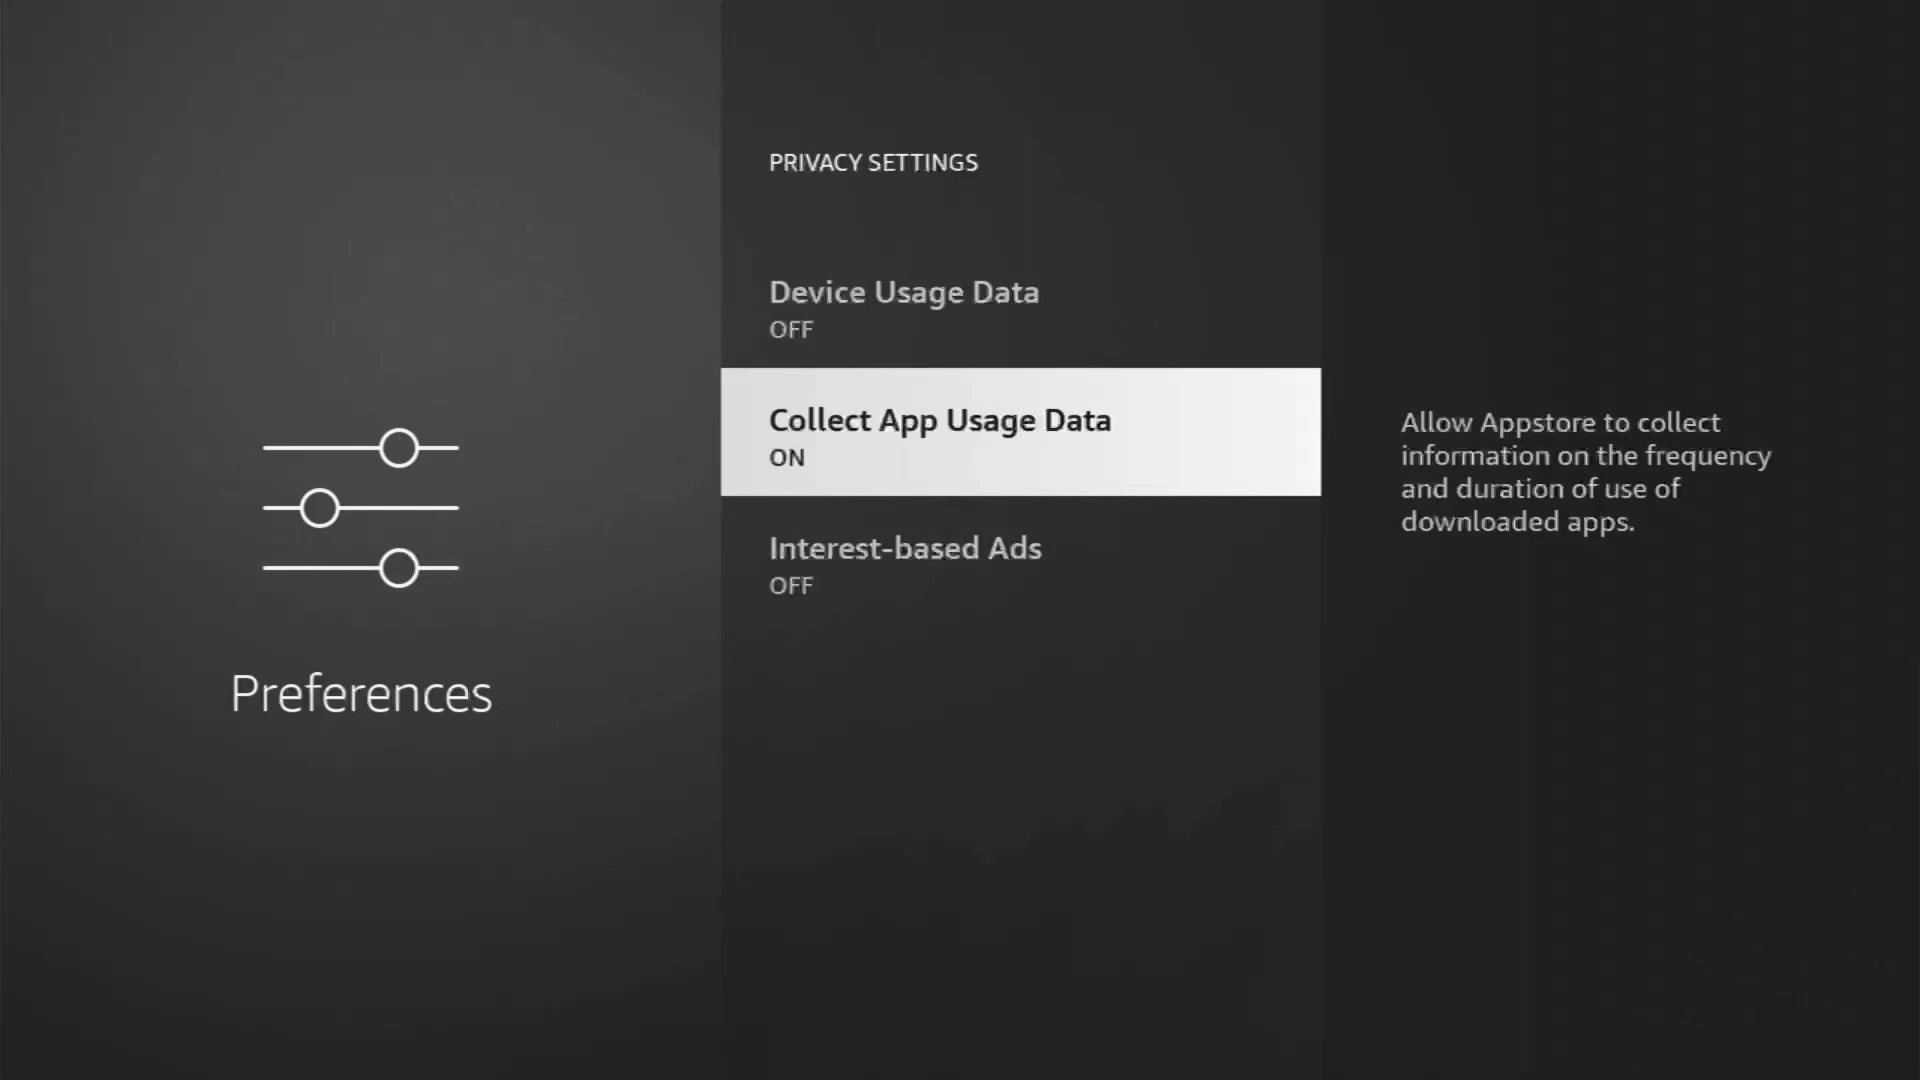 Preferences
PRIVACY SETTINGS
Device Usage Data
OFF
Collect App Usage Data
ON
Interest-based Ads
OFF
Allow Appstore to collect
information on the frequency
and duration of use of
downloaded apps.